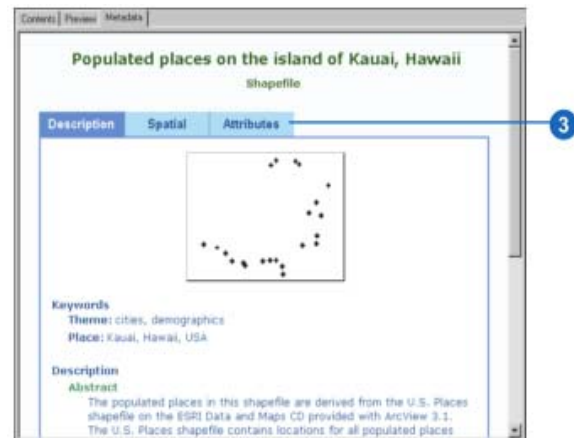 Contents Preview Metadata
Populated places on the island of Kauai, Hawaii
Shapefile
Description Spatial Attributes
3
Keywords
Theme: cities, demographics
Place: Kauai, Hawaii, USA
Description
Abstract
The populated places in this shapefile are derived from the U.S. Places
shapefile on the ESRI Data and Maps CD provided with ArcView 3.1.
The U.S. Places shapefile contains locations for all populated places